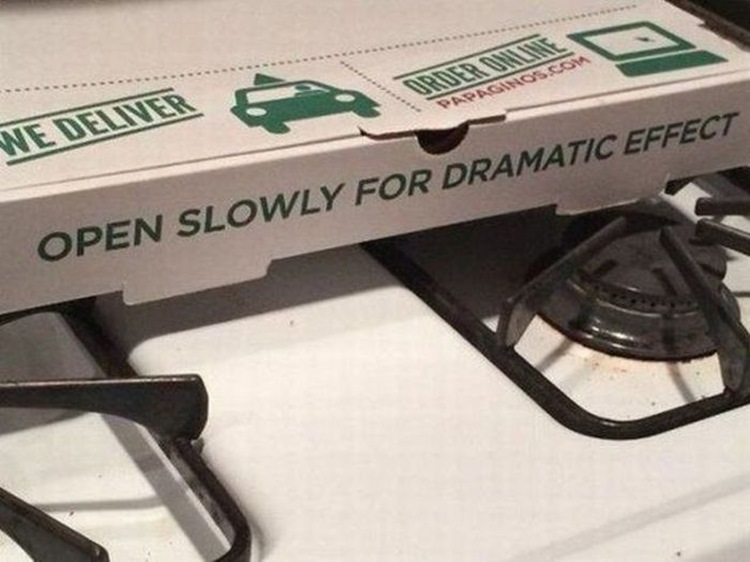 WE DELIVER
ORDER ONLINE
PAPAGINOS.COM
OPEN SLOWLY FOR DRAMATIC EFFECT